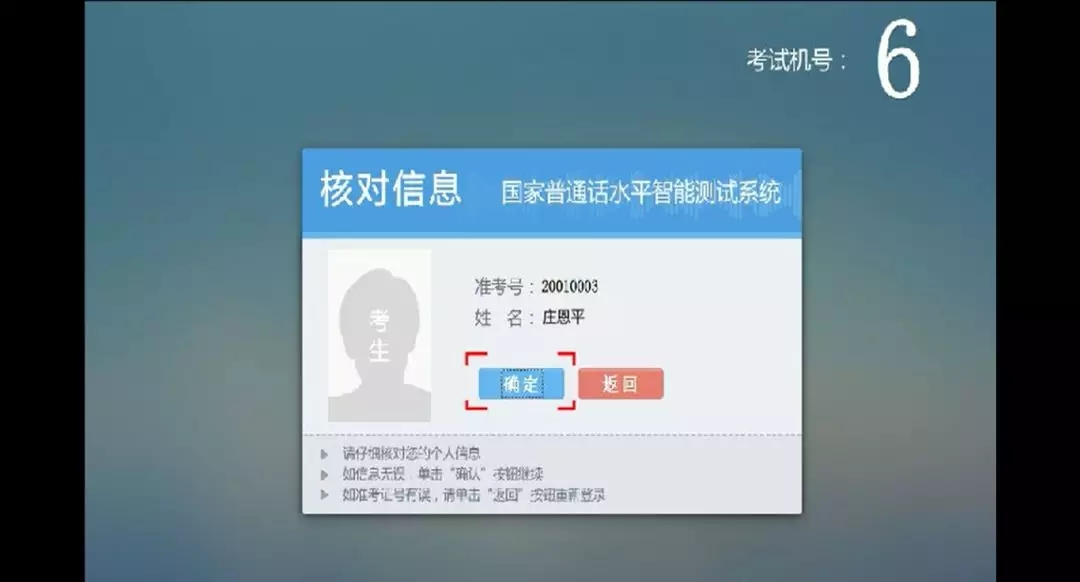 考试机号： 6
核对信息 国家普通话水平智能测试系统
考
生
准考号：20010003
姓 名：庄恩平
确定 返回
请仔细核对您的个人信息
如信息无误，单击“确认”按钮继续
如准考证号有误，请单击“返回”按钮重新登录